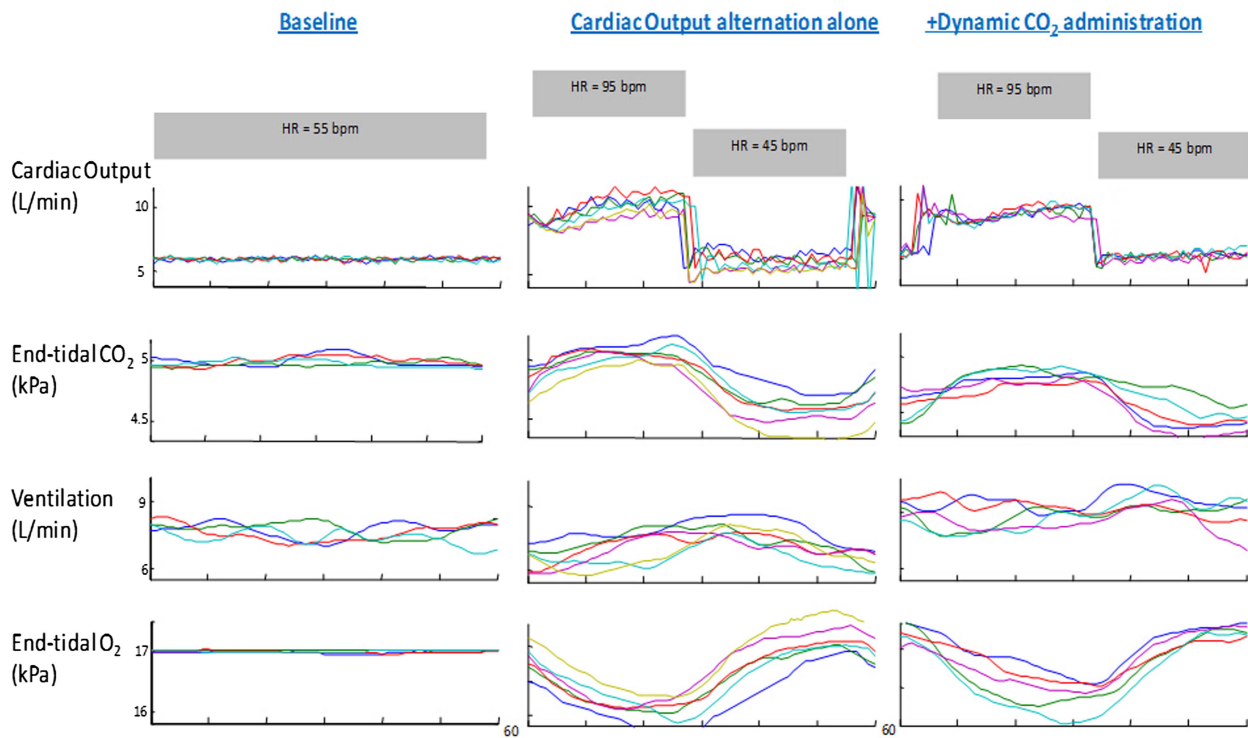 Baseline
Cardiac Output alternation alone
+Dynamic CO₂ administration
HR = 95 bpm
HR = 95 bpm
HR = 55 bpm
HR = 45 bpm
HR = 45 bpm
Cardiac Output
(L/min)
10
5
End-tidal CO₂
(kPa)
5
2
4.5
Ventilation
(L/min)
9
6
End-tidal O₂
(kPa)
17
16
60
60